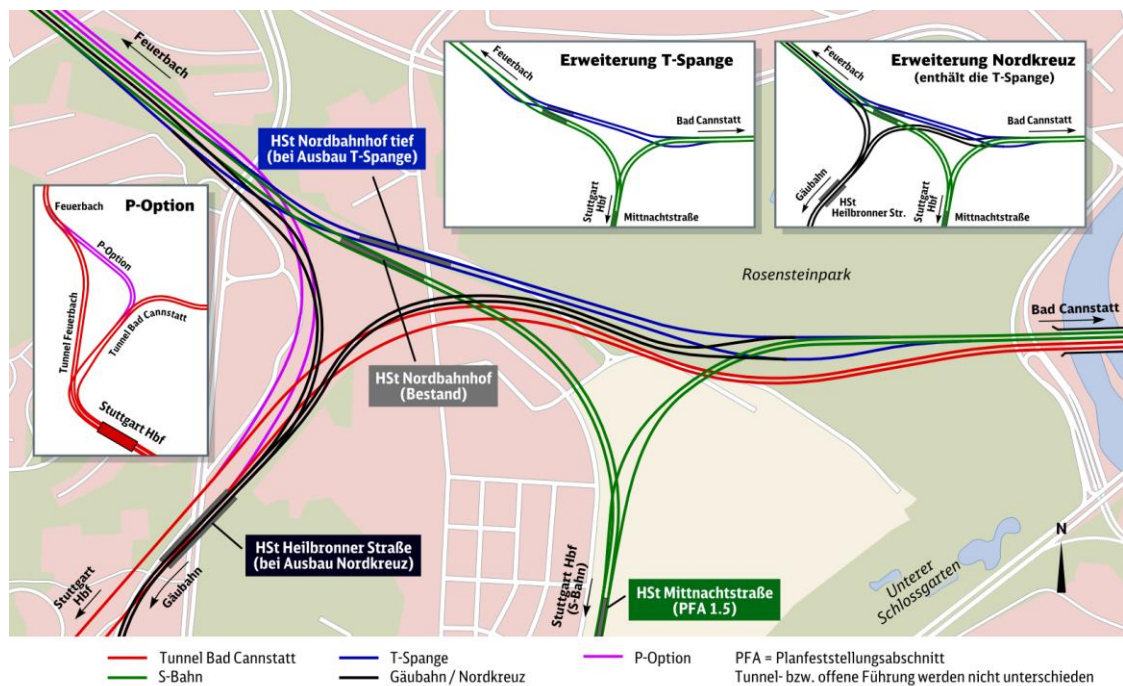 Feuerbach
HSt Nordbahnhof tief
(bei Ausbau T-Spange)
Erweiterung T-Spange
Feuerbach
Bad Cannstatt
Stuttgart
Hbf
Mittnachtstraße
Erweiterung Nordkreuz
(enthält die T-Spange)
Feuerbach
Bad Cannstatt
Gäubahn
HSt
Heilbronner Str.
Stuttgart
Hbf
Mittnachtstraße
P-Option
Feuerbach
P-Option
Tunnel Feuerbach
Tunnel Bad Cannstatt
Stuttgart Hbf
Rosensteinpark
Bad Cannstatt
HSt Nordbahnhof
(Bestand)
HSt Heilbronner Straße
(bei Ausbau Nordkreuz)
Stuttgart
Hbf
Gäubahn
Stuttgart Hbf
(S-Bahn)
HSt Mittnachtstraße
(PFA 1.5)
Unterer
Schlossgarten
N
Tunnel Bad Cannstatt
S-Bahn
T-Spange
Gäubahn / Nordkreuz
P-Option
PFA = Planfeststellungsabschnitt
Tunnel- bzw. offene Führung werden nicht unterschieden